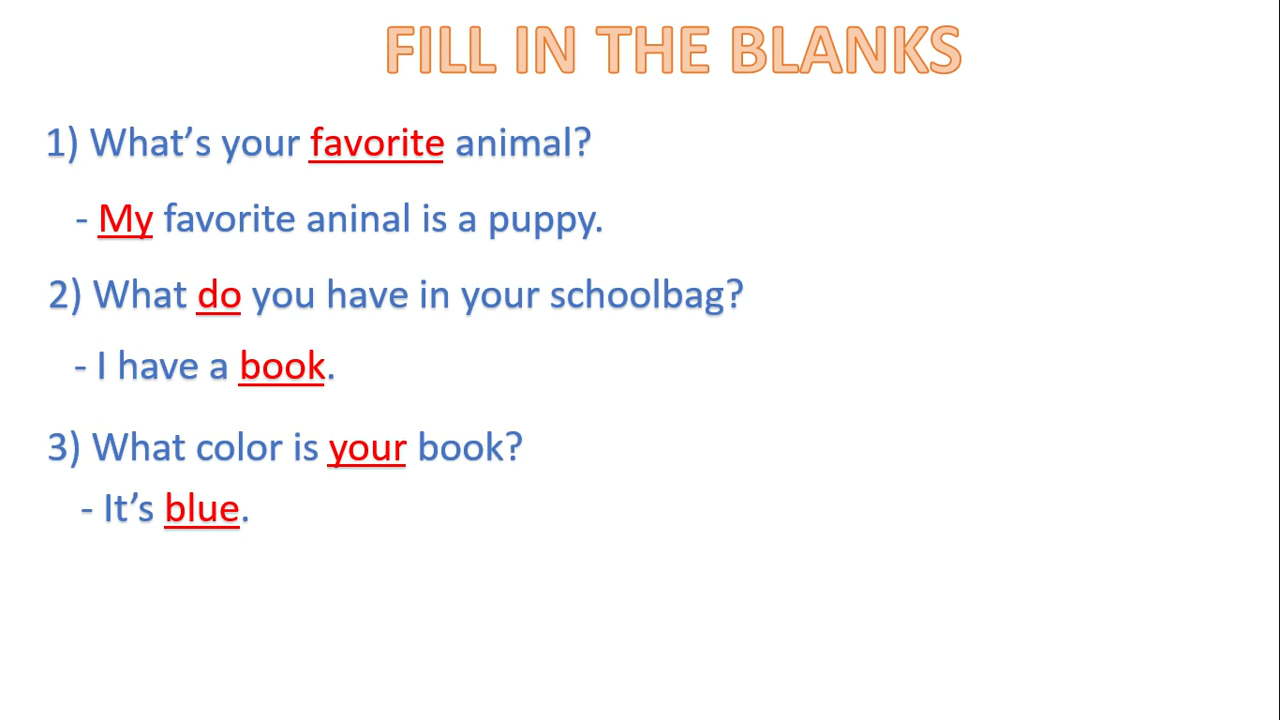 FILL IN THE BLANKS
1) What’s your favorite animal?
- My favorite aninal is a puppy.
2) What do you have in your schoolbag?
- I have a book.
3) What color is your book?
- It’s blue.